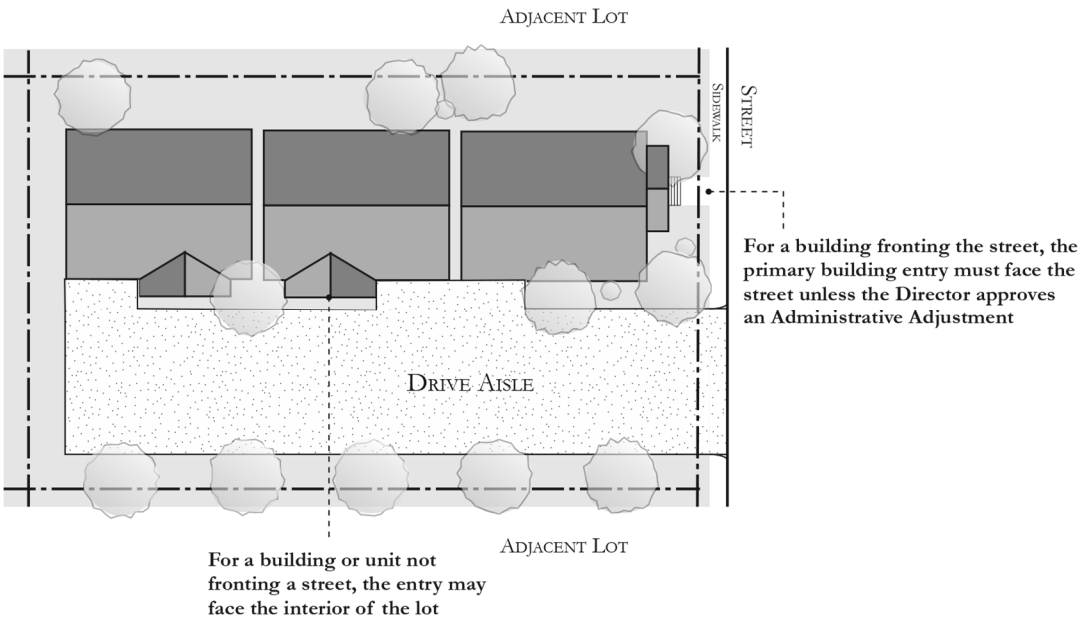 Adjacent Lot
Sidewalk
Street
For a building fronting the street, the
primary building entry must face the
street unless the Director approves
an Administrative Adjustment
Drive Aisle
Adjacent Lot
For a building or unit not
fronting a street, the entry may
face the interior of the lot